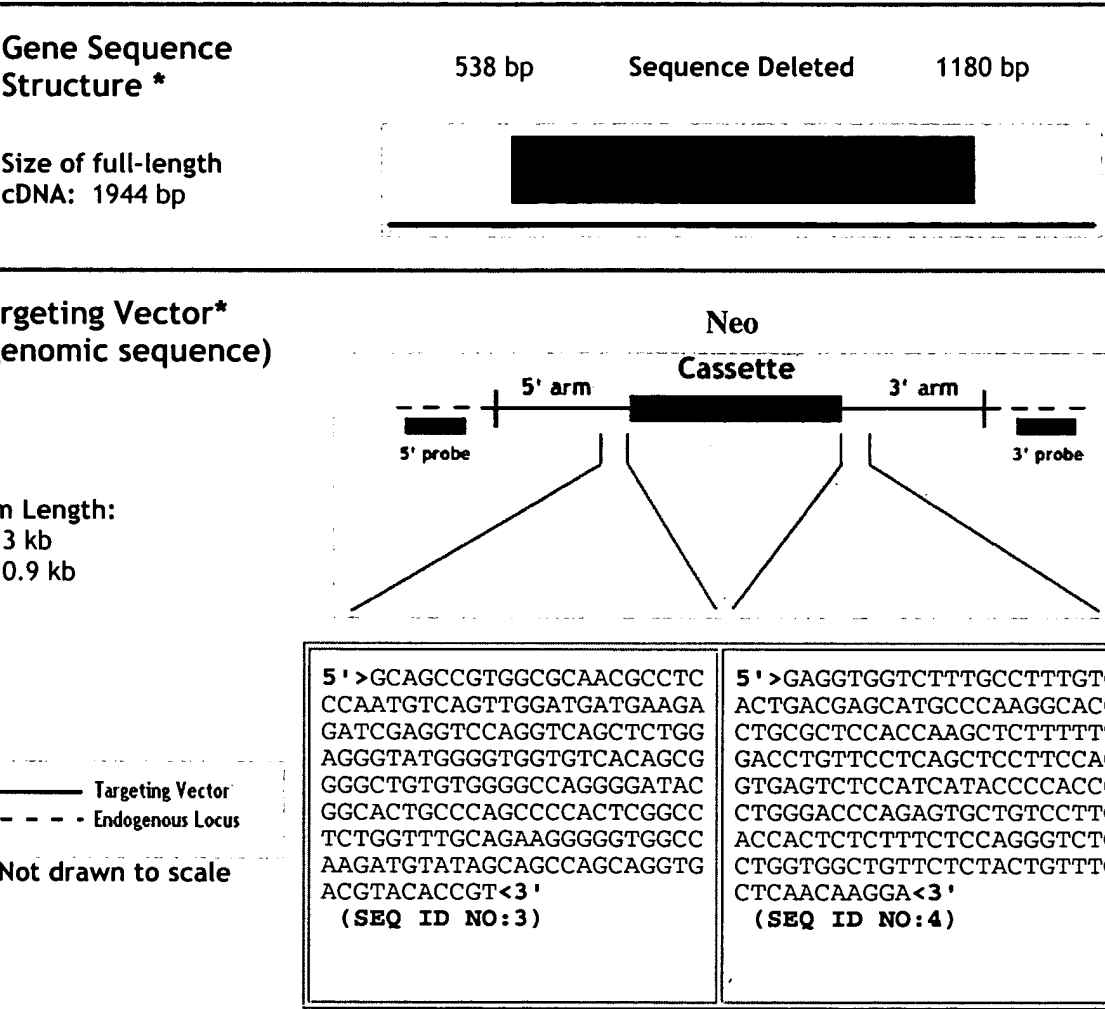 Gene Sequence
Structure *
538 bp Sequence Deleted 1180 bp
Size of full-length
cDNA: 1944 bp
rgeting Vector*
enomic sequence)
Neo
Cassette
5' arm
3' arm
5' probe
3' probe
m Length:
3 kb
0.9 kb
Targeting Vector
Endogenous Locus
Not drawn to scale
5'>GCAGCCGTGGCGCAACGCCTC
CCAATGTCAGTTGGATGATGAAGA
GATCGAGGTCCAGGTCAGCTCTGG
AGGGTATGGGGTGGTGTCACAGCG
GGGCTGTGTGGGGCCAGGGGATAC
GGCACTGCCCAGCCCCACTCGGCC
TCTGGTTTGCAGAAGGGGGTGGCC
AAGATGTATAGCAGCCAGCAGGTG
ACGTACACCGT<3'
(SEQ ID NO:3)
5'>GAGGTGGTCTTTGCCTTTGT
ACTGACGAGCATGCCCAAGGCAC
CTGCGCTCCACCAAGCTCTTTTT
GACCTGTTCCTCAGCTCCTTCCA
GTGAGTCTCCATCATACCCCACC
CTGGGACCCAGAGTGCTGTCCTT
ACCACTCTCTTTCTCCAGGGTCT
CTGGTGGCTGTTCTCTACTGTTT
CTCAACAAGGA<3'
(SEQ ID NO:4)